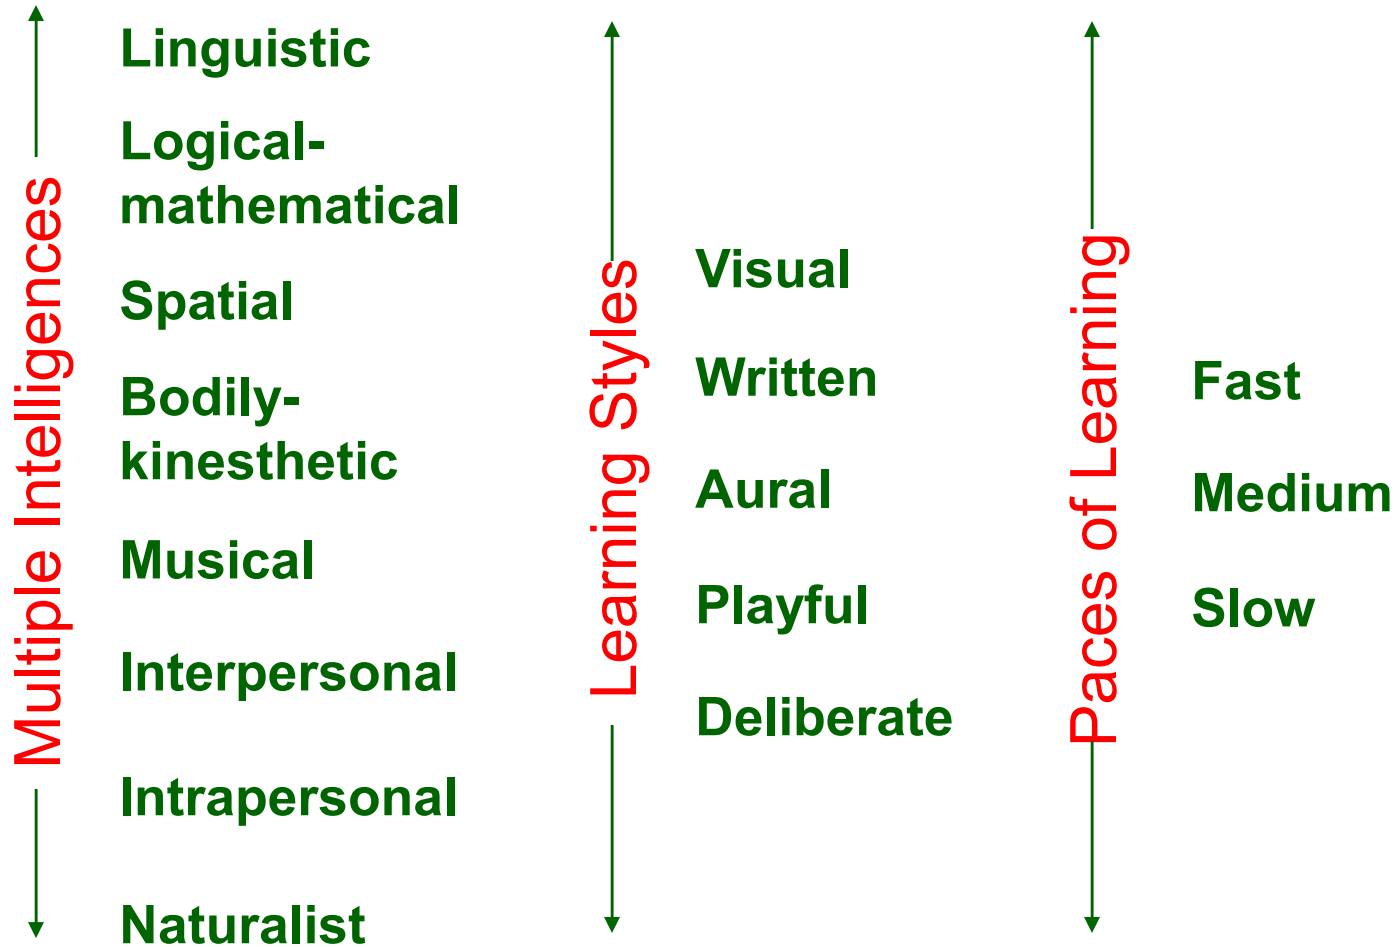 Multiple Intelligences
Linguistic
Logical-
mathematical
Spatial
Bodily-
kinesthetic
Musical
Interpersonal
Intrapersonal
Naturalist
Learning Styles
Visual
Written
Aural
Playful
Deliberate
Paces of Learning
Fast
Medium
Slow